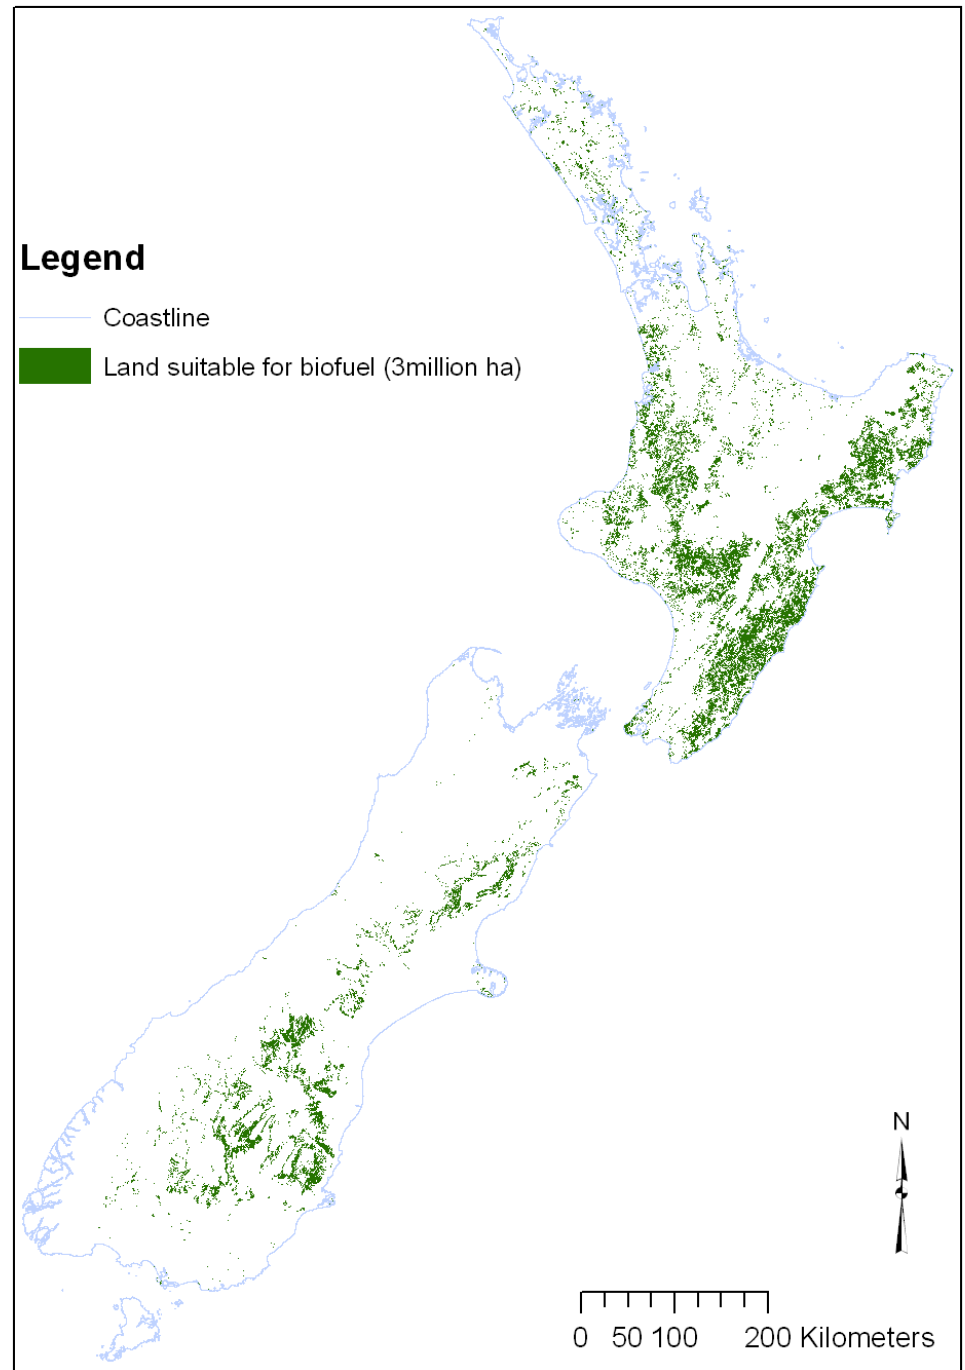 Legend
Coastline
Land suitable for biofuel (3million ha)
N
0 50 100 200 Kilometers